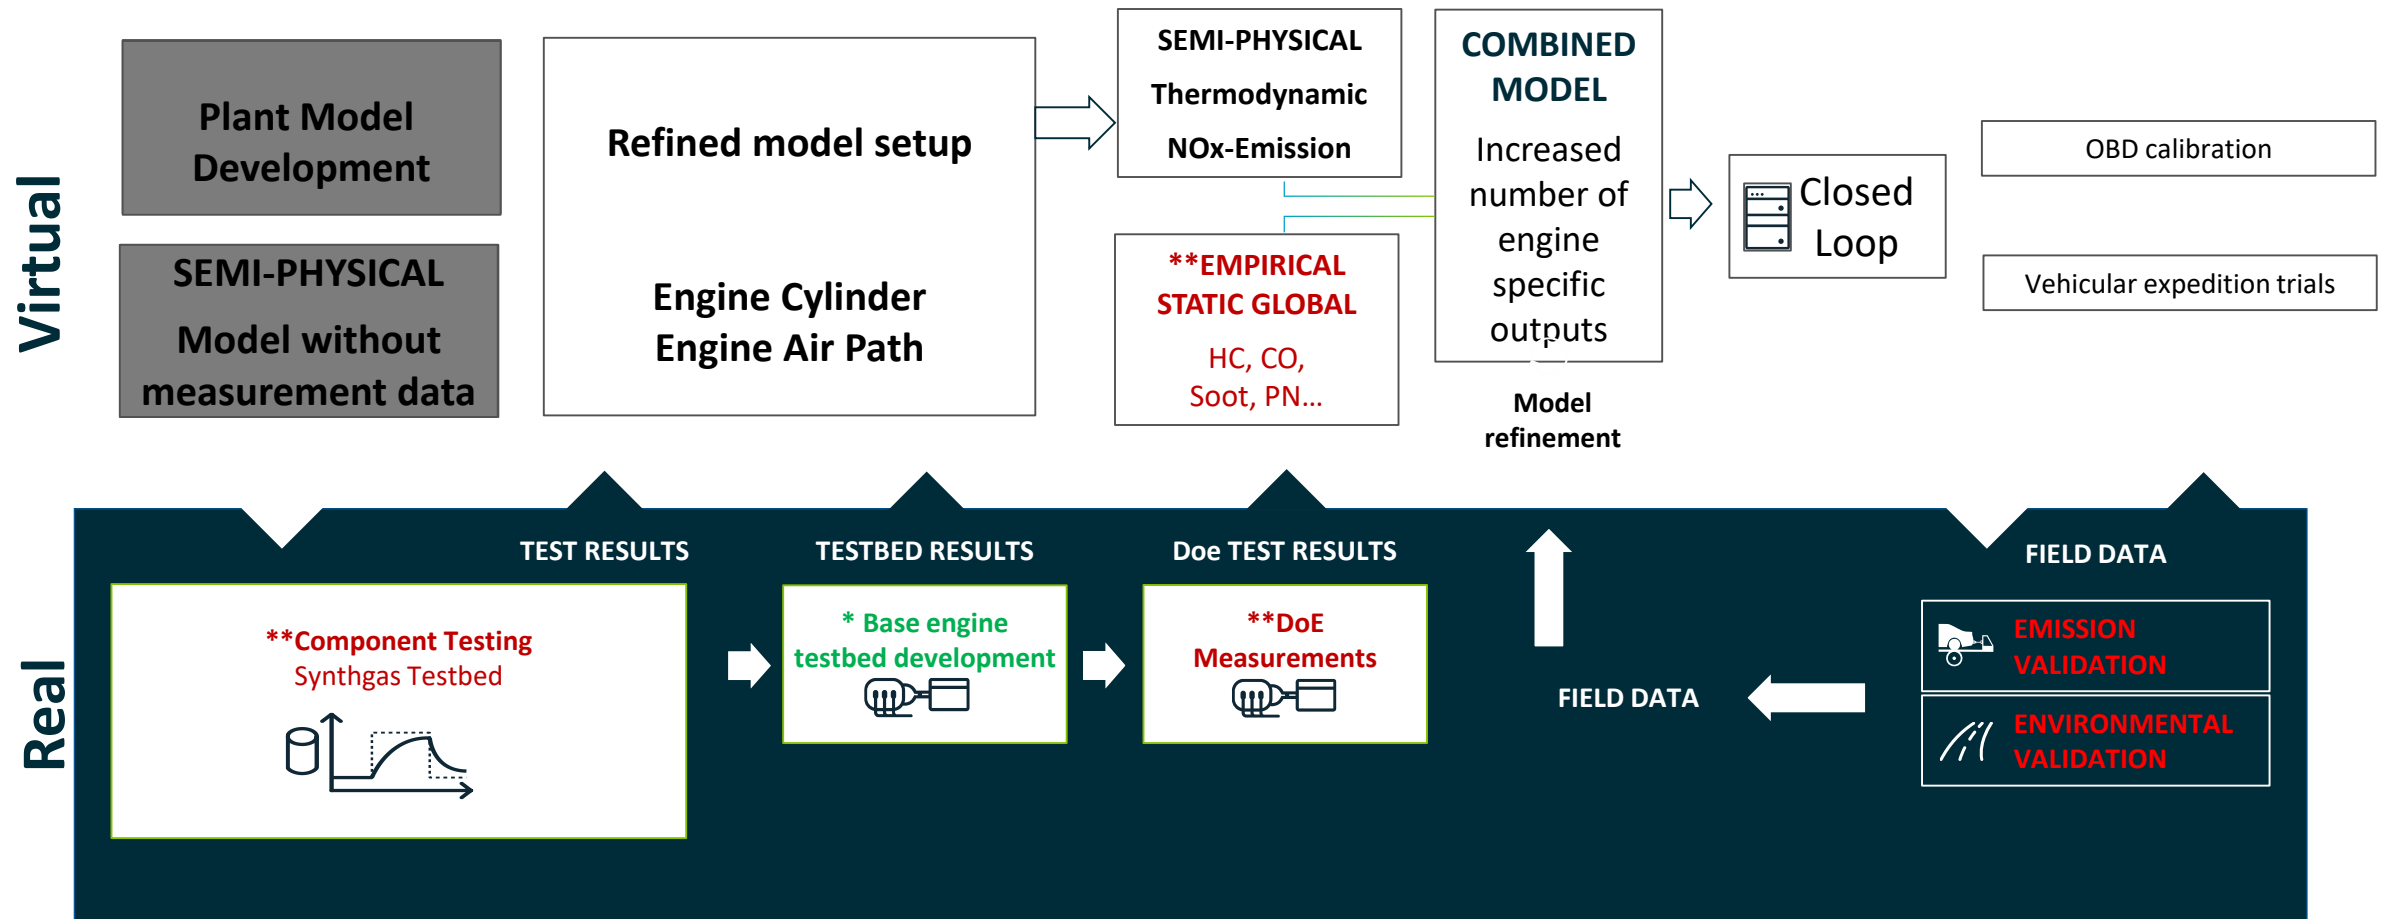 Virtual
Plant Model
Development
SEMI-PHYSICAL
Model without
measurement data
Refined model setup
Engine Cylinder
Engine Air Path
SEMI-PHYSICAL
Thermodynamic
NOx-Emission
**EMPIRICAL
STATIC GLOBAL
HC, CO,
Soot, PN...
COMBINED
MODEL
Increased
number of
engine
specific
outputs
Model
refinement
Closed
Loop
OBD calibration
Vehicular expedition trials
Real
TEST RESULTS
TESTBED RESULTS
Doe TEST RESULTS
FIELD DATA
**Component Testing
Synthgas Testbed
* Base engine
testbed development
**DoE
Measurements
FIELD DATA
EMISSION
VALIDATION
ENVIRONMENTAL
VALIDATION